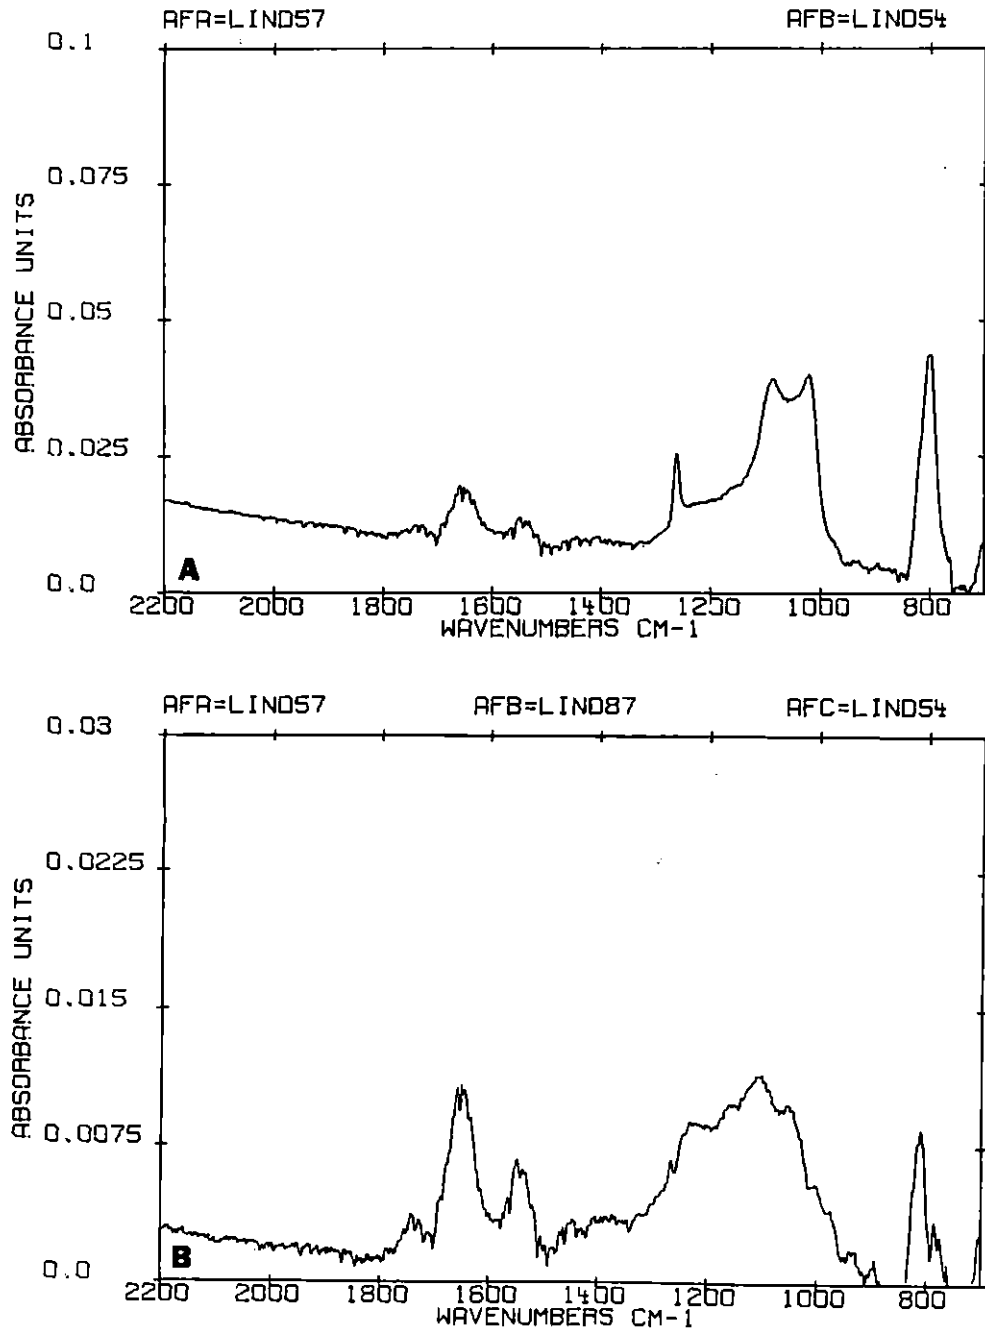 AFA=LIND57 AFB=LIND54
0.1
0.075
0.05
0.025
0.0
ABSORBANCE UNITS
A
2200 2000 1800 1600 1400 1200 1000 800
WAVENUMBERS CM-1
AFA=LIND57 AFB=LIND87 AFC=LIND54
0.03
0.0225
0.015
0.0075
0.0
ABSORBANCE UNITS
B
2200 2000 1800 1600 1400 1200 1000 800
WAVENUMBERS CM-1